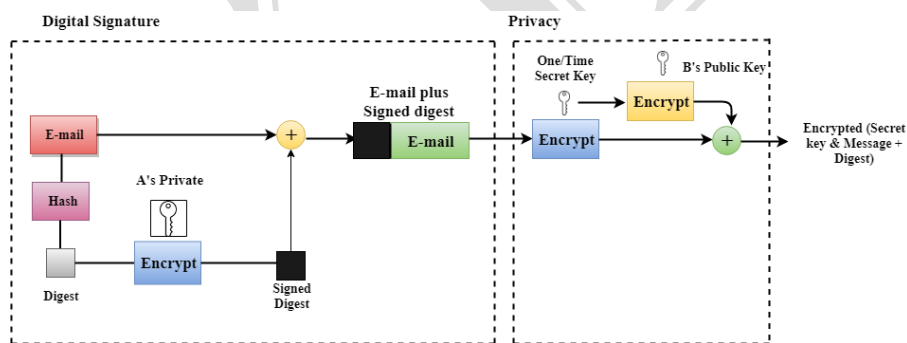 Digital Signature
Privacy
One/Time
Secret Key
B's Public Key
E-mail plus
Signed digest
Encrypt
E-mail
+
E-mail
Encrypt
+
Encrypted (Secret
key & Message +
Digest)
A's Private
Hash
Encrypt
Digest
Signed
Digest